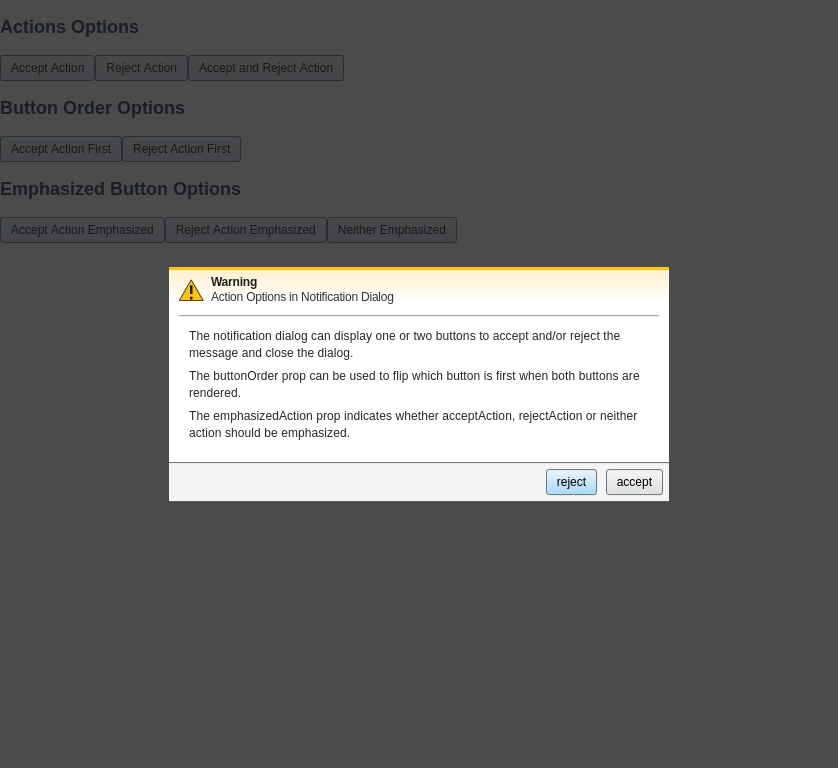 Actions Options
Accept Action Reject Action Accept and Reject Action
Button Order Options
Accept Action First Reject Action First
Emphasized Button Options
Accept Action Emphasized Reject Action Emphasized Neither Emphasized
Warning
Action Options in Notification Dialog
The notification dialog can display one or two buttons to accept and/or reject the
message and close the dialog.
The buttonOrder prop can be used to flip which button is first when both buttons are
rendered.
The emphasizedAction prop indicates whether acceptAction, rejectAction or neither
action should be emphasized.
reject accept